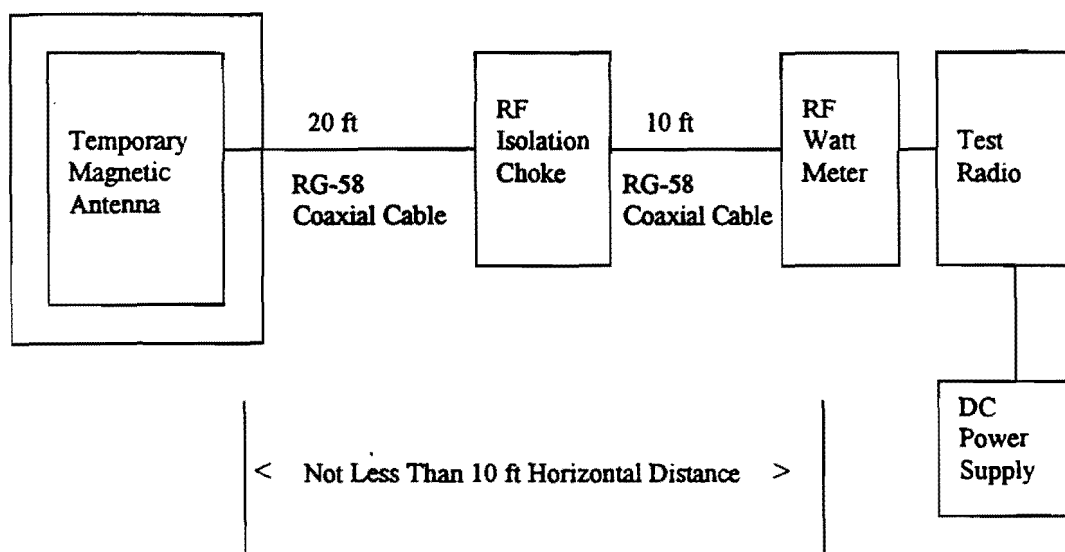 Temporary
Magnetic
Antenna
20 ft
RG-58
Coaxial Cable
RF
Isolation
Choke
10 ft
RG-58
Coaxial Cable
RF
Watt
Meter
Test
Radio
DC
Power
Supply
< Not Less Than 10 ft Horizontal Distance >